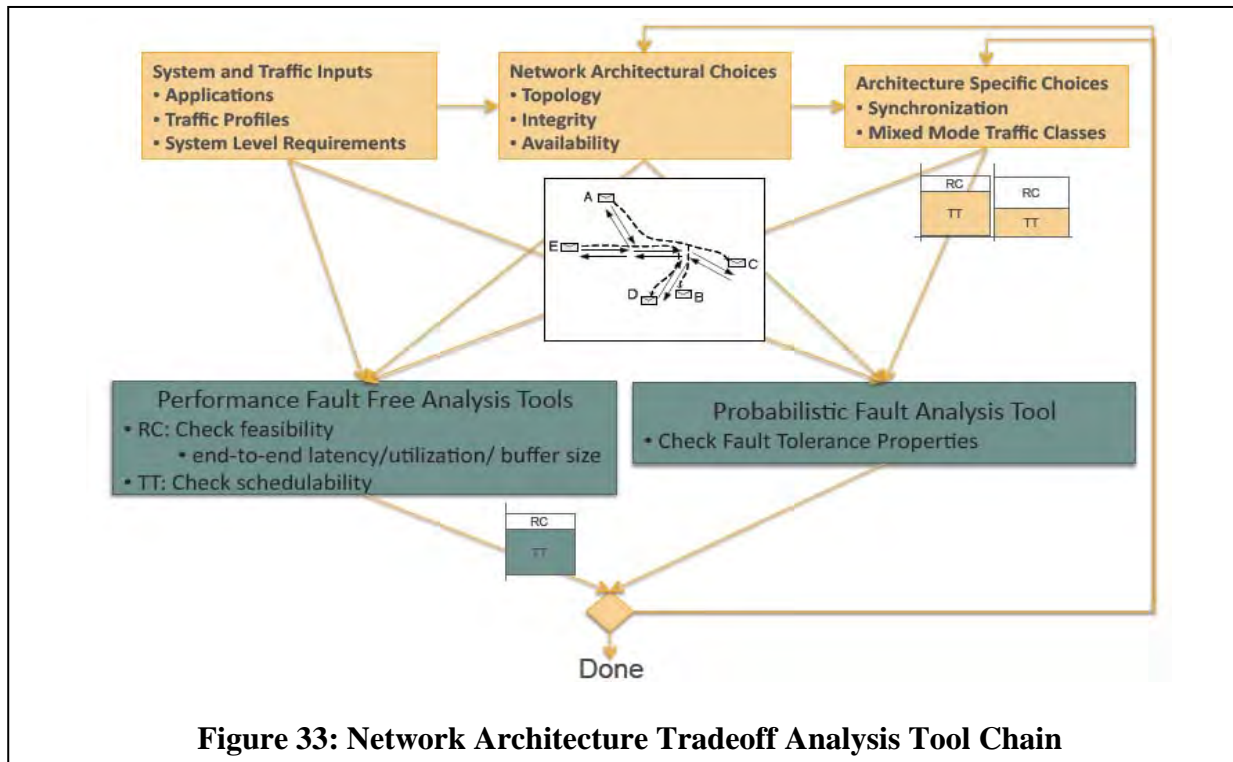 System and Traffic Inputs
• Applications
• Traffic Profiles
• System Level Requirements
Network Architectural Choices
• Topology
• Integrity
• Availability
Architecture Specific Choices
• Synchronization
• Mixed Mode Traffic Classes
RC
TT
RC
TT
A
E
C
D
B
Performance Fault Free Analysis Tools
• RC: Check feasibility
• end-to-end latency/utilization/ buffer size
• TT: Check schedulability
Probabilistic Fault Analysis Tool
• Check Fault Tolerance Properties
RC
TT
Done
Figure 33: Network Architecture Tradeoff Analysis Tool Chain